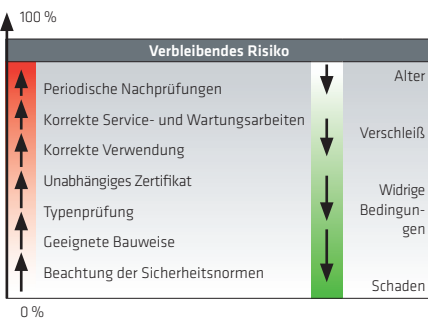 100 %
Verbleibendes Risiko
Periodische Nachprüfungen
Korrekte Service- und Wartungsarbeiten
Korrekte Verwendung
Unabhängiges Zertifikat
Typenprüfung
Geeignete Bauweise
Beachtung der Sicherheitsnormen
Alter
Verschleiß
Widrige
Bedingun-
gen
Schaden
0 %